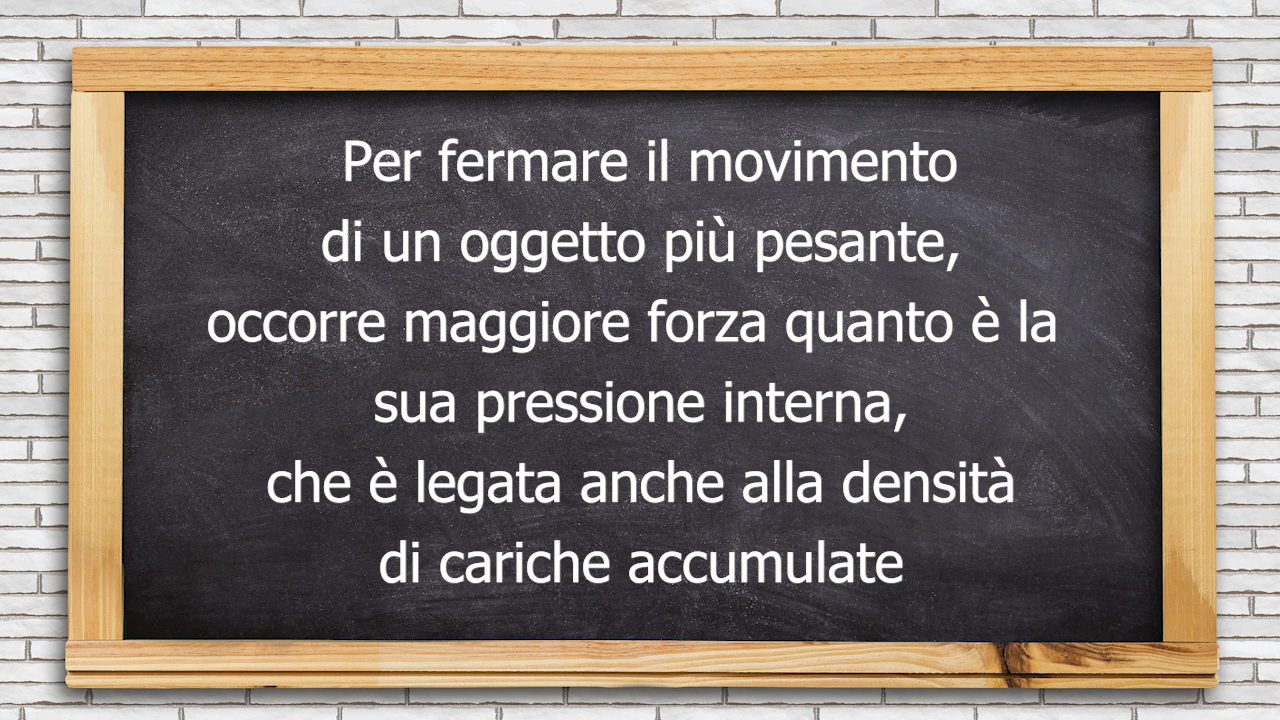 Per fermare il movimento
di un oggetto più pesante,
occorre maggiore forza quanto è la
sua pressione interna,
che è legata anche alla densità
di cariche accumulate